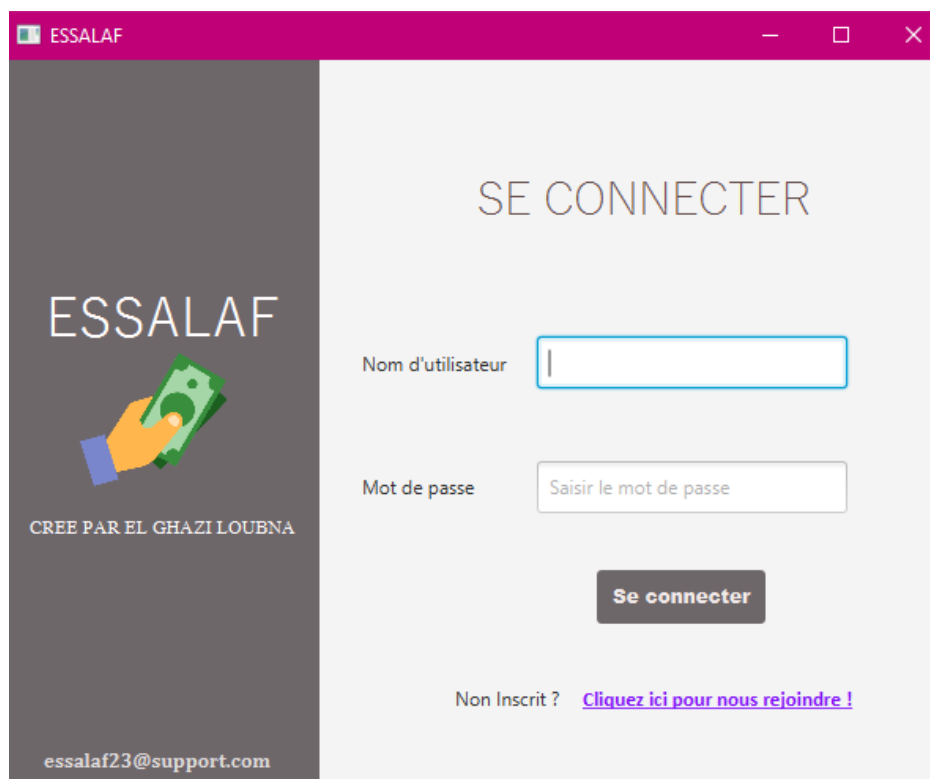 ESSALAF
ESSALAF
CREE PAR EL GHAZI LOUBNA
essalaf23@support.com
SE CONNECTER
Nom d'utilisateur
Mot de passe
Saisir le mot de passe
Se connecter
Non Inscrit ? Cliquez ici pour nous rejoindre !